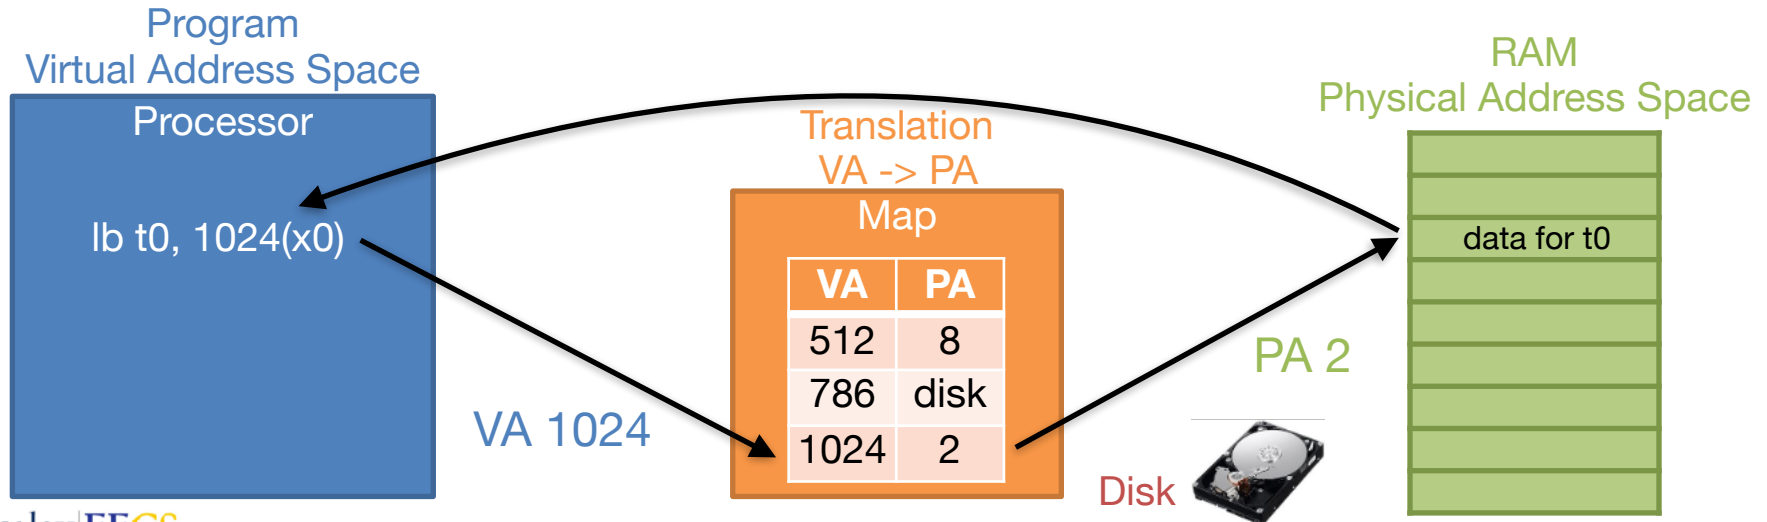 Program
Virtual Address Space
Processor
lb t0, 1024(x0)
VA 1024
Translation
VA -> PA
Map
VA PA
512 8
786 disk
1024 2
Disk
PA 2
RAM
Physical Address Space
data for t0